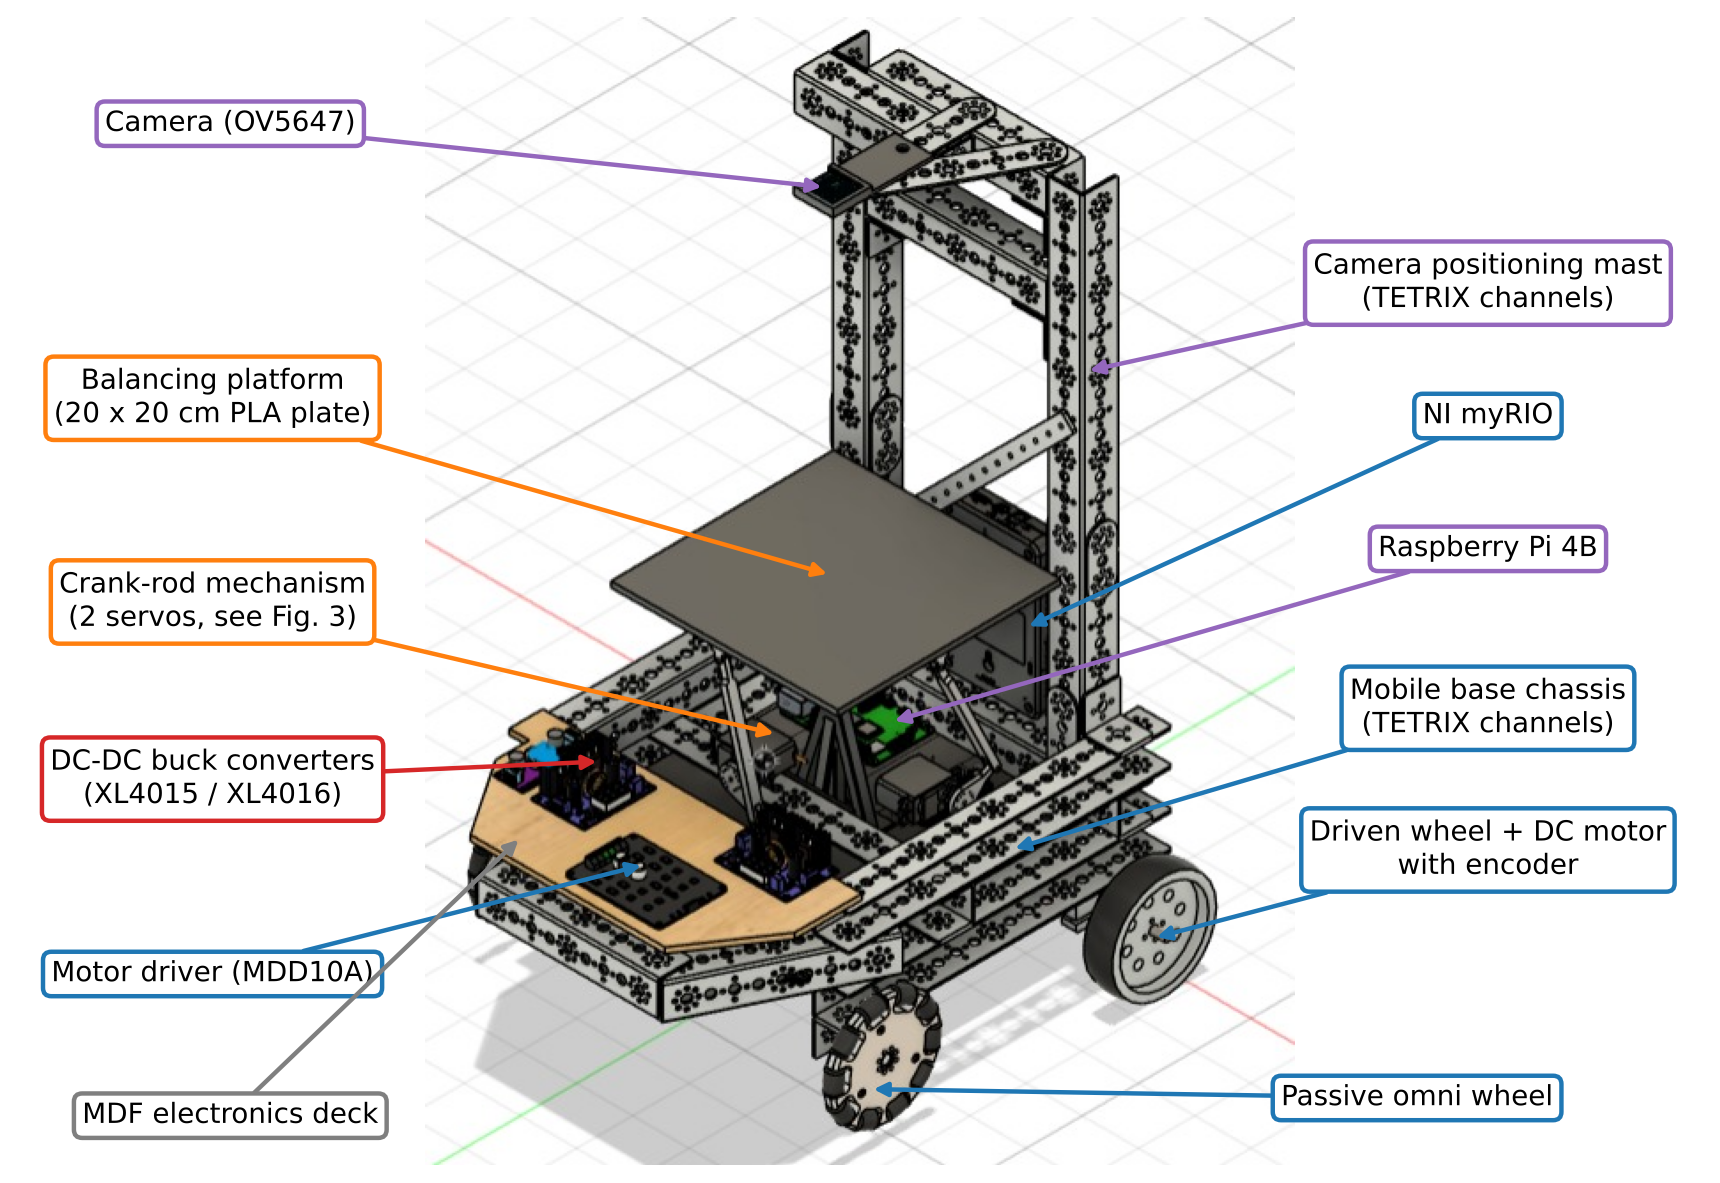 Camera (OV5647)
Camera positioning mast
(TETRIX channels)
Balancing platform
(20 x 20 cm PLA plate)
NI myRIO
Raspberry Pi 4B
Crank-rod mechanism
(2 servos, see Fig. 3)
Mobile base chassis
(TETRIX channels)
DC-DC buck converters
(XL4015 / XL4016)
Driven wheel + DC motor
with encoder
Motor driver (MDD10A)
Passive omni wheel
MDF electronics deck